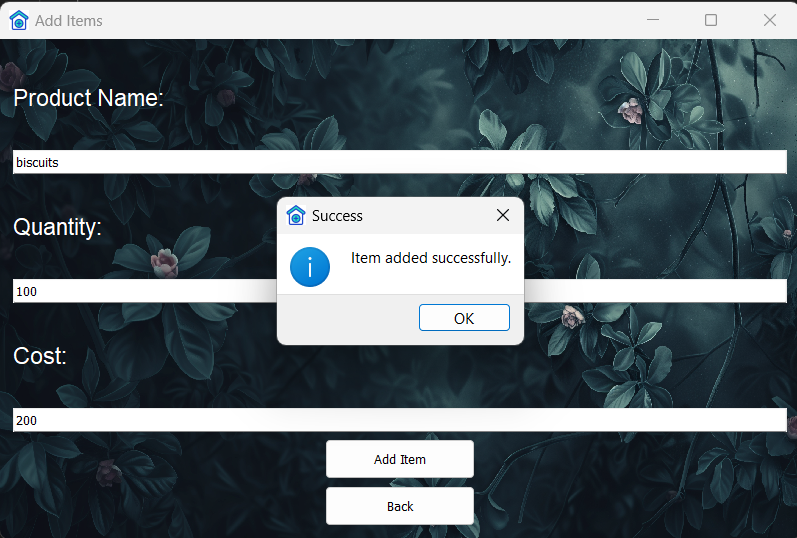 Add Items
Product Name:
biscuits
Quantity:
100
Cost:
200
Add Item
Back
Success
Item added successfully.
OK